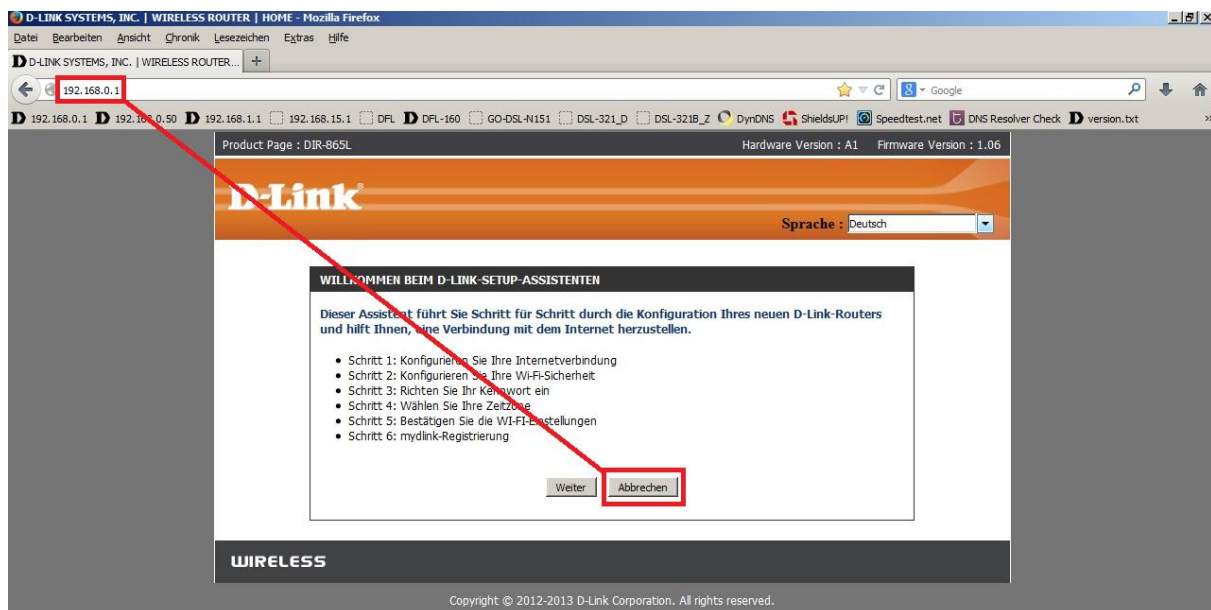 D-LINK SYSTEMS, INC. | WIRELESS ROUTER | HOME - Mozilla Firefox
Datei Bearbeiten Ansicht Chronik Lesezeichen Extras Hilfe
D-LINK SYSTEMS, INC. | WIRELESS ROUTER... +
192.168.0.1 Google
192.168.0.1 192.168.0.50 192.168.1.1 192.168.15.1 DFL DFL-160 GO-DSL-N151 DSL-321_D DSL-321B_Z DynDNS ShieldsUP! Speedtest.net DNS Resolver Check version.txt »
Product Page : DIR-865L Hardware Version : A1 Firmware Version : 1.06
D-Link
Sprache : Deutsch
WILLKOMMEN BEIM D-LINK-SETUP-ASSISTENTEN
Dieser Assistent führt Sie Schritt für Schritt durch die Konfiguration Ihres neuen D-Link-Routers
und hilft Ihnen, eine Verbindung mit dem Internet herzustellen.
• Schritt 1: Konfigurieren Sie Ihre Internetverbindung
• Schritt 2: Konfigurieren Sie Ihre Wi-Fi-Sicherheit
• Schritt 3: Richten Sie Ihr Kennwort ein
• Schritt 4: Wählen Sie Ihre Zeitzone
• Schritt 5: Bestätigen Sie die WI-FI-Einstellungen
• Schritt 6: mydlink-Registrierung
Weiter Abbrechen
WIRELESS
Copyright © 2012-2013 D-Link Corporation. All rights reserved.